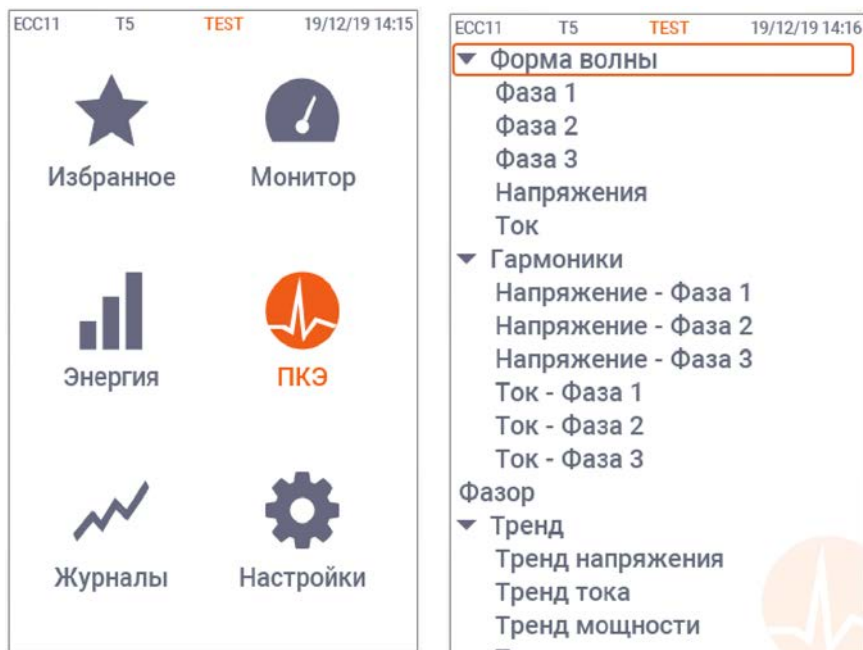 ECC11 T5 TEST 19/12/19 14:15
Избранное Монитор
Энергия ПКЭ
Журналы Настройки
ECC11 T5 TEST 19/12/19 14:16
Форма волны
Фаза 1
Фаза 2
Фаза 3
Напряжения
Ток
Гармоники
Напряжение - Фаза 1
Напряжение - Фаза 2
Напряжение - Фаза 3
Ток - Фаза 1
Ток - Фаза 2
Ток - Фаза 3
Фазор
Тренд
Тренд напряжения
Тренд тока
Тренд мощности